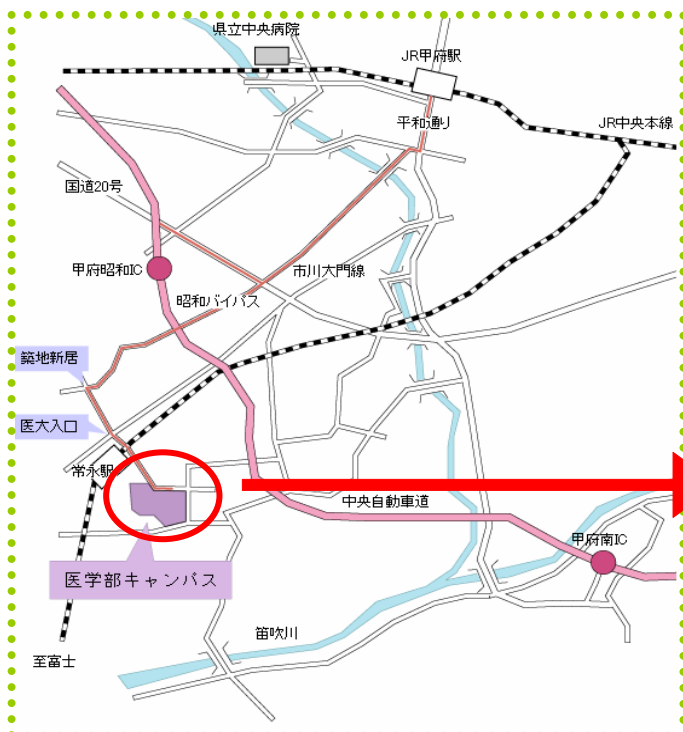 県立中央病院
JR甲府駅
平和通り
JR中央本線
国道20号
甲府昭和IC
市川大門線
昭和バイパス
築地新居
医大入口
常永駅
中央自動車道
甲府南IC
医学部キャンパス
笛吹川
至富士